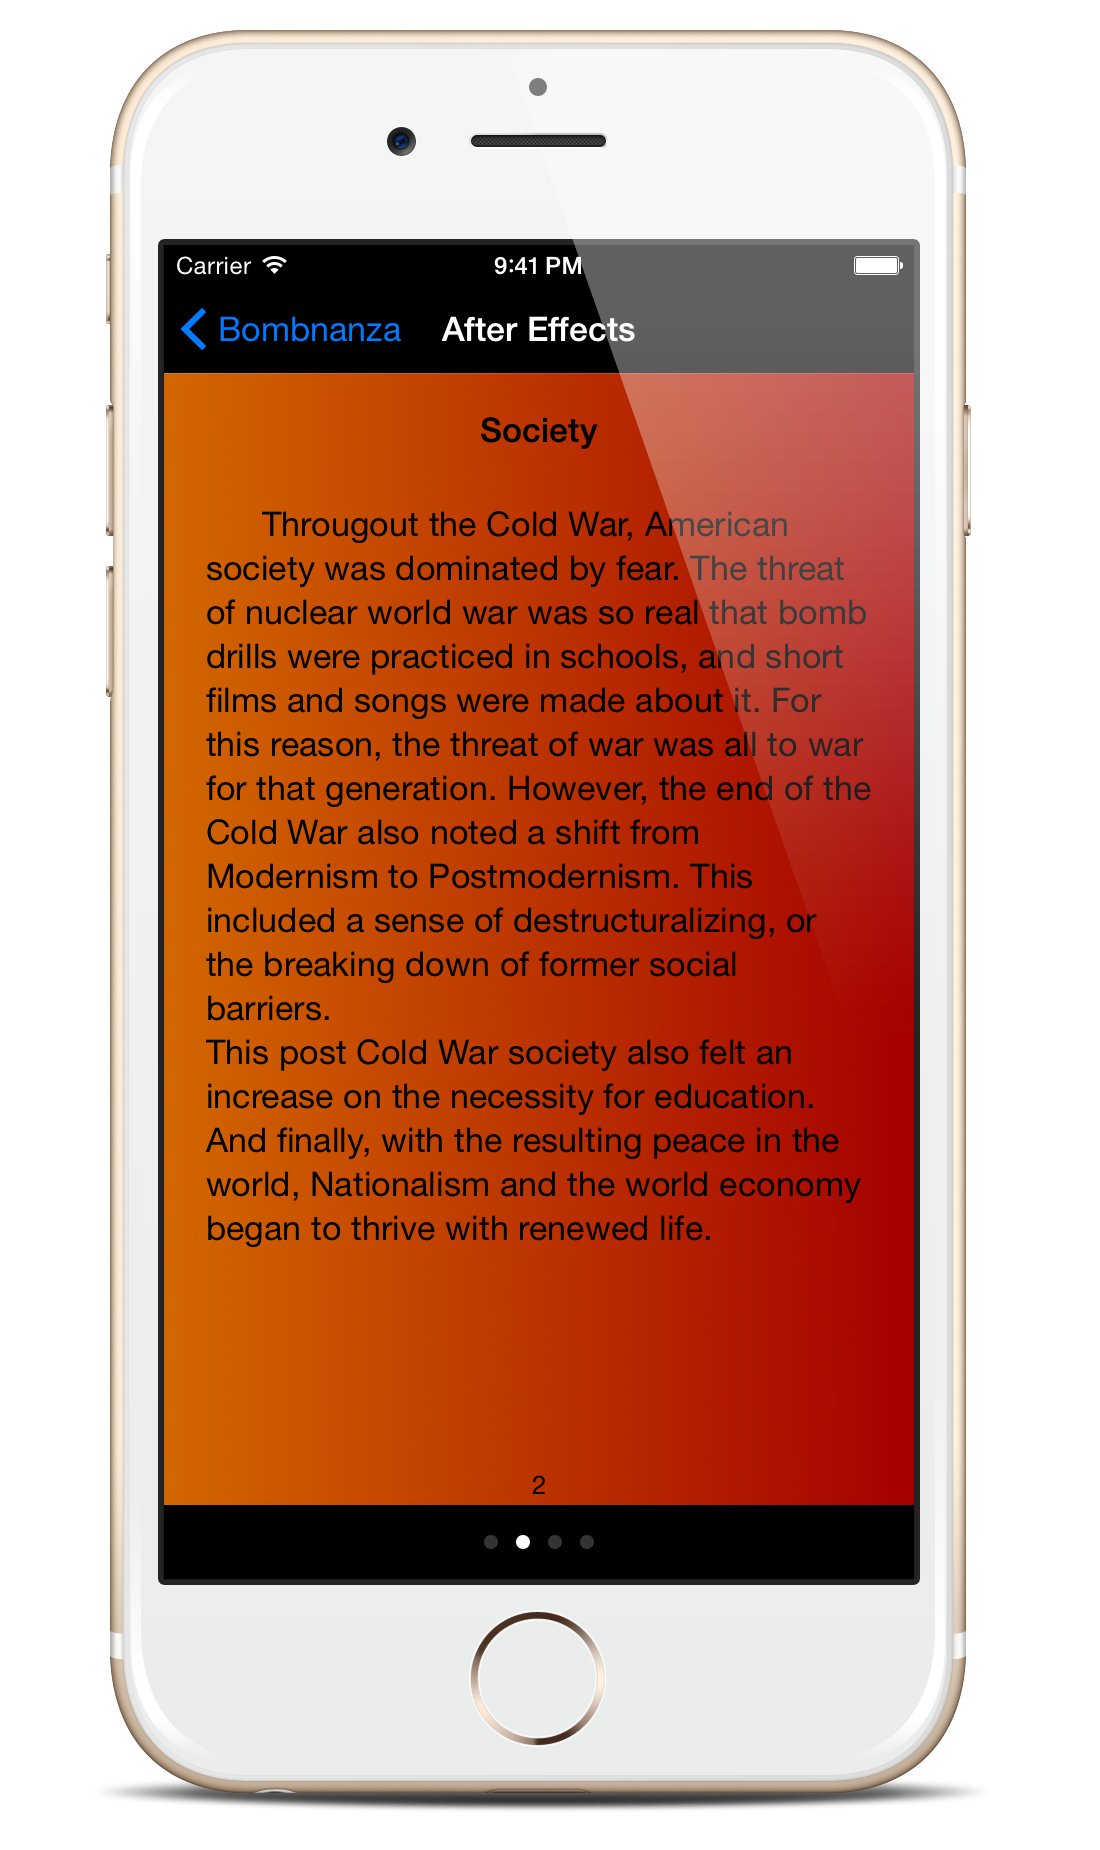 Carrier 9:41 PM
Bombnanza After Effects
Society
Througout the Cold War, American
society was dominated by fear. The threat
of nuclear world war was so real that bomb
drills were practiced in schools, and short
films and songs were made about it. For
this reason, the threat of war was all to war
for that generation. However, the end of the
Cold War also noted a shift from
Modernism to Postmodernism. This
included a sense of destructuralizing, or
the breaking down of former social
barriers.
This post Cold War society also felt an
increase on the necessity for education.
And finally, with the resulting peace in the
world, Nationalism and the world economy
began to thrive with renewed life.
2